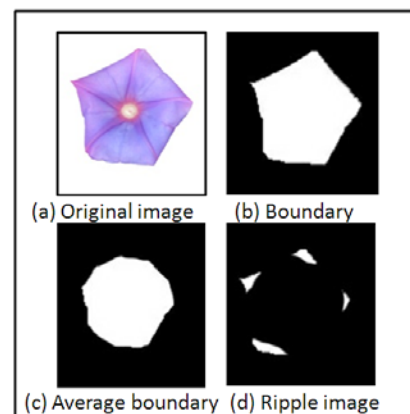 (a) Original image
(b) Boundary
(c) Average boundary
(d) Ripple image